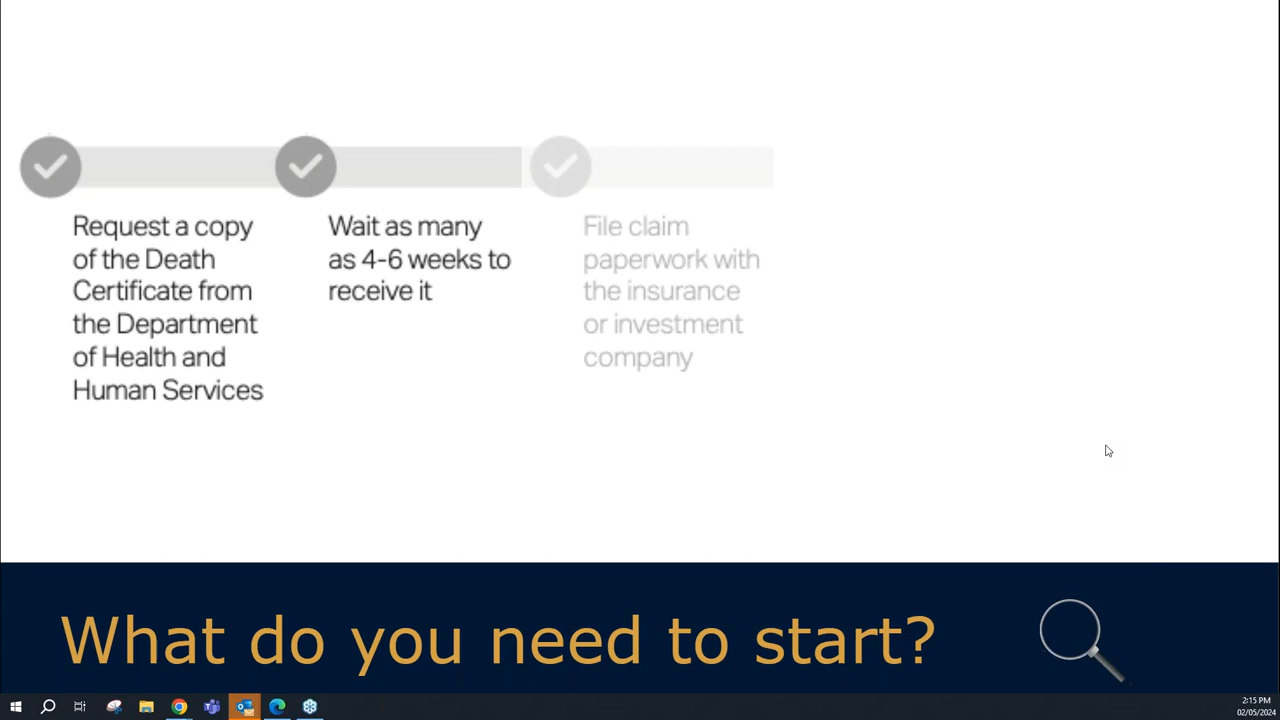 Request a copy
of the Death
Certificate from
the Department
of Health and
Human Services
Wait as many
as 4-6 weeks to
receive it
File claim
paperwork with
the insurance
or investment
company
What do you need to start?
2:15 PM
02/05/2024